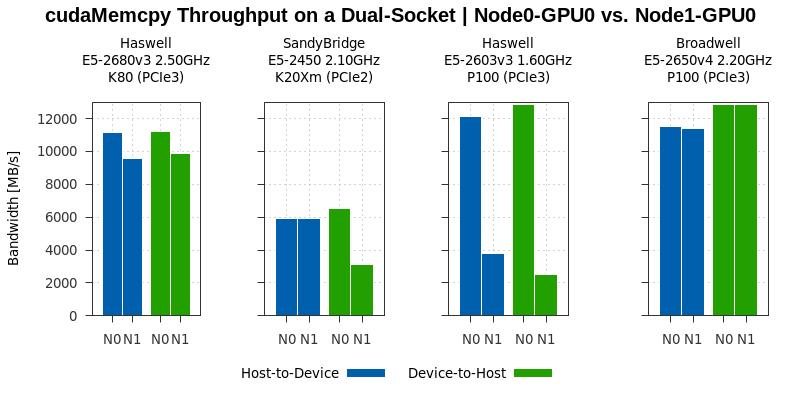 cudaMemcpy Throughput on a Dual-Socket | Node0-GPU0 vs. Node1-GPU0
Haswell
E5-2680v3 2.50GHz
K80 (PCIe3)
SandyBridge
E5-2450 2.10GHz
K20Xm (PCIe2)
Haswell
E5-2603v3 1.60GHz
P100 (PCIe3)
Broadwell
E5-2650v4 2.20GHz
P100 (PCIe3)
Bandwidth [MB/s]
12000
10000
8000
6000
4000
2000
0
N0 N1 N0 N1
N0 N1 N0 N1
N0 N1 N0 N1
N0 N1 N0 N1
Host-to-Device
Device-to-Host